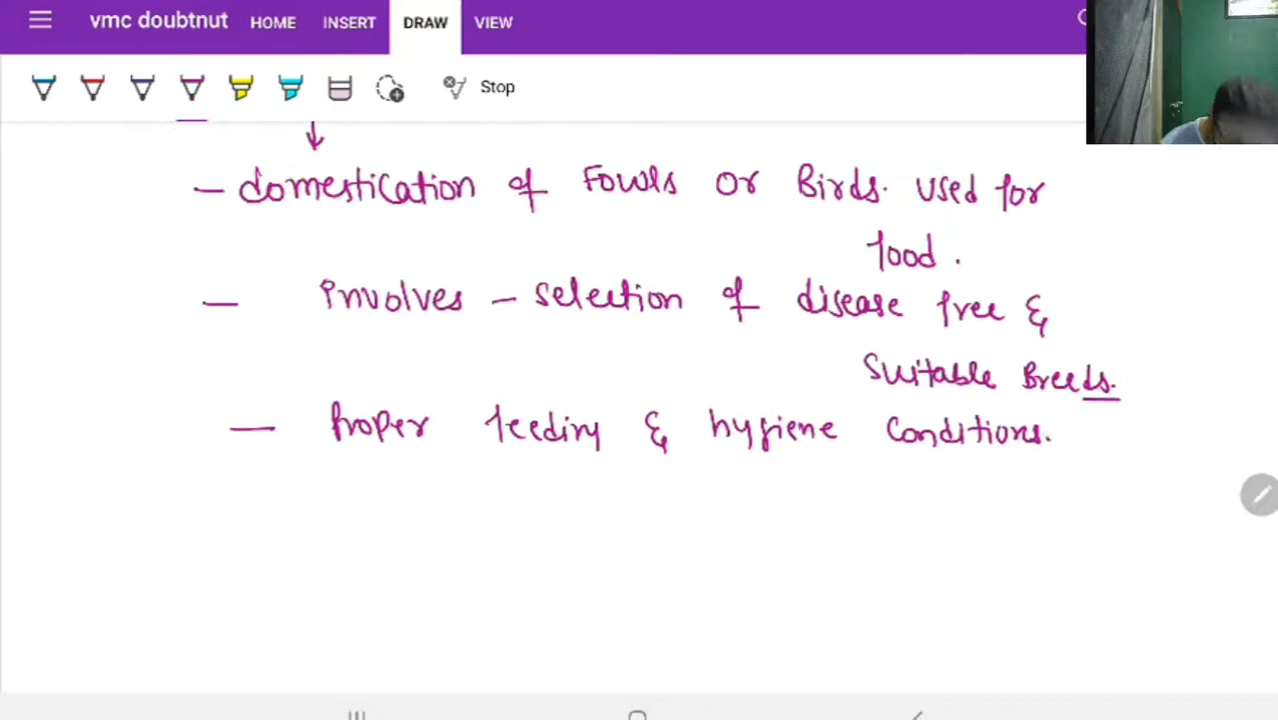 vmc doubtnut HOME INSERT DRAW VIEW
Stop
– domestication of Fowls or Birds. used for
food.
– involves – selection of disease free &
Suitable Breeds.
– Proper feeding & hygiene Conditions.